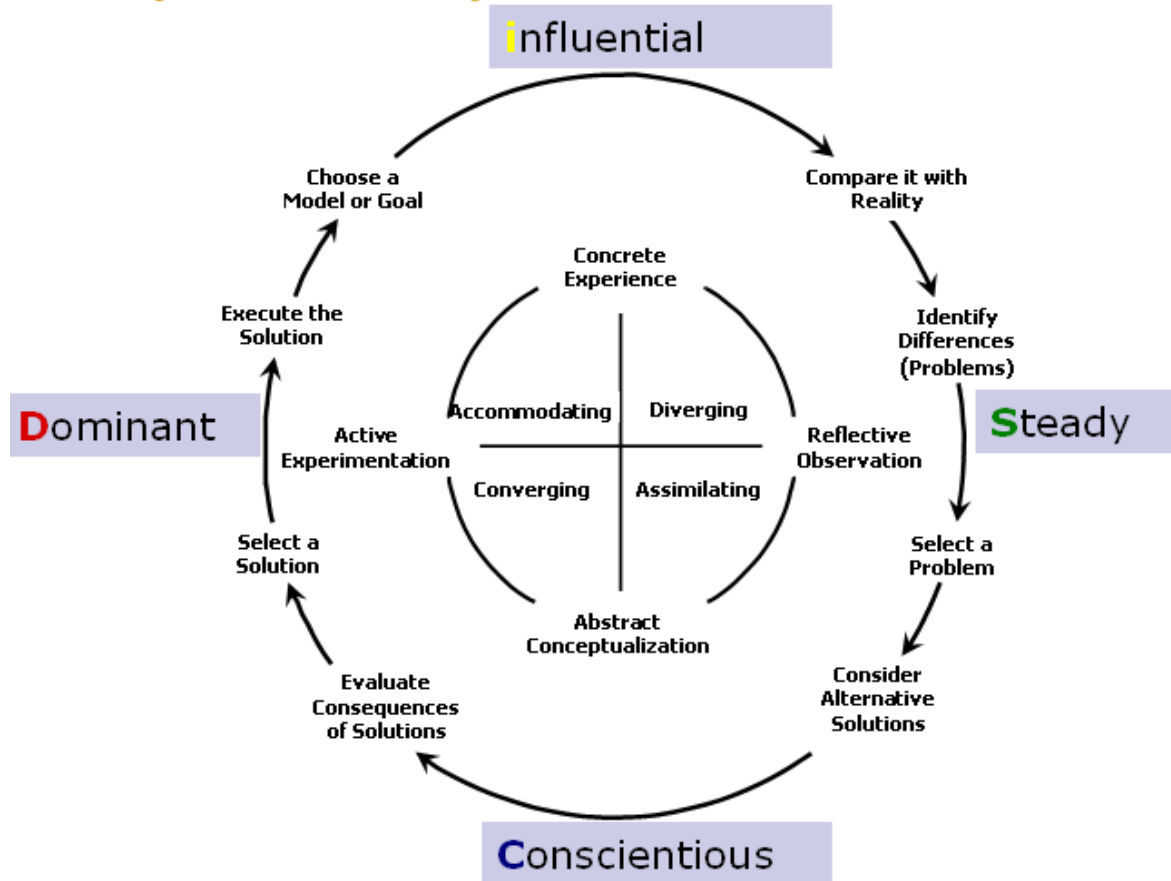 influential
Choose a
Model or Goal
Compare it with
Reality
Concrete
Experience
Execute the
Solution
Identify
Differences
(Problems)
Dominant
Accommodating
Diverging
Steady
Active
Experimentation
Reflective
Observation
Converging
Assimilating
Select a
Solution
Select a
Problem
Abstract
Conceptualization
Evaluate
Consequences
of Solutions
Consider
Alternative
Solutions
Conscientious